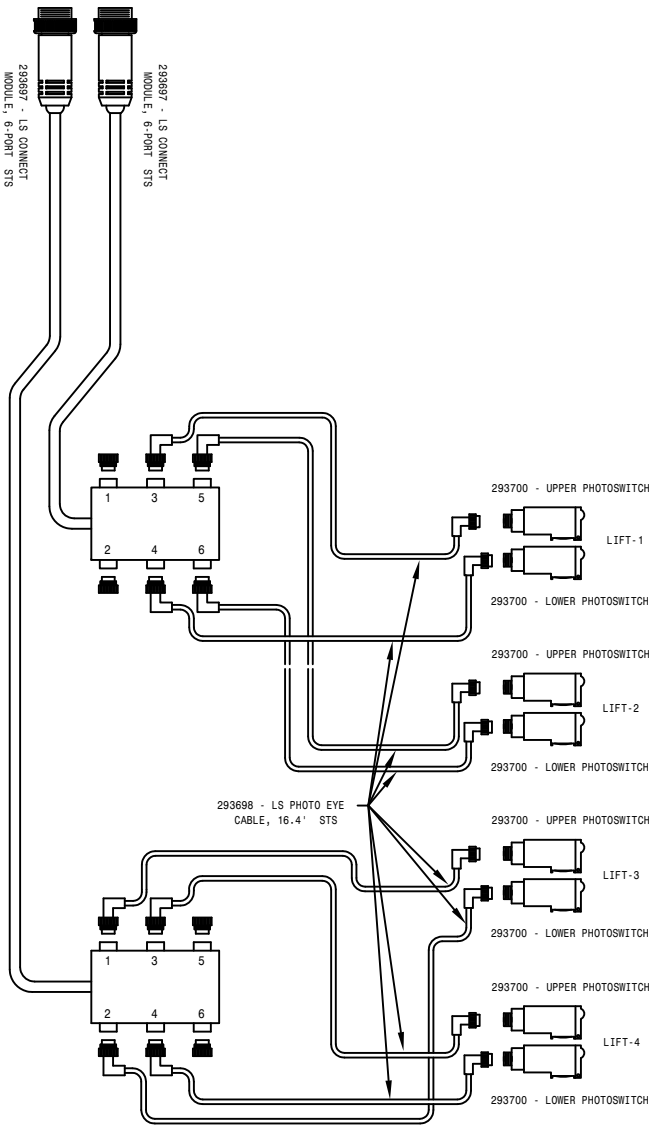 293697 - LS CONNECT
MODULE, 6-PORT STS
293697 - LS CONNECT
MODULE, 6-PORT STS
1 3 5
2 4 6
293700 - UPPER PHOTOSWITCH
LIFT-1
293700 - LOWER PHOTOSWITCH
293700 - UPPER PHOTOSWITCH
LIFT-2
293700 - LOWER PHOTOSWITCH
293698 - LS PHOTO EYE
CABLE, 16.4' STS
293700 - UPPER PHOTOSWITCH
LIFT-3
293700 - LOWER PHOTOSWITCH
1 3 5
2 4 6
293700 - UPPER PHOTOSWITCH
LIFT-4
293700 - LOWER PHOTOSWITCH